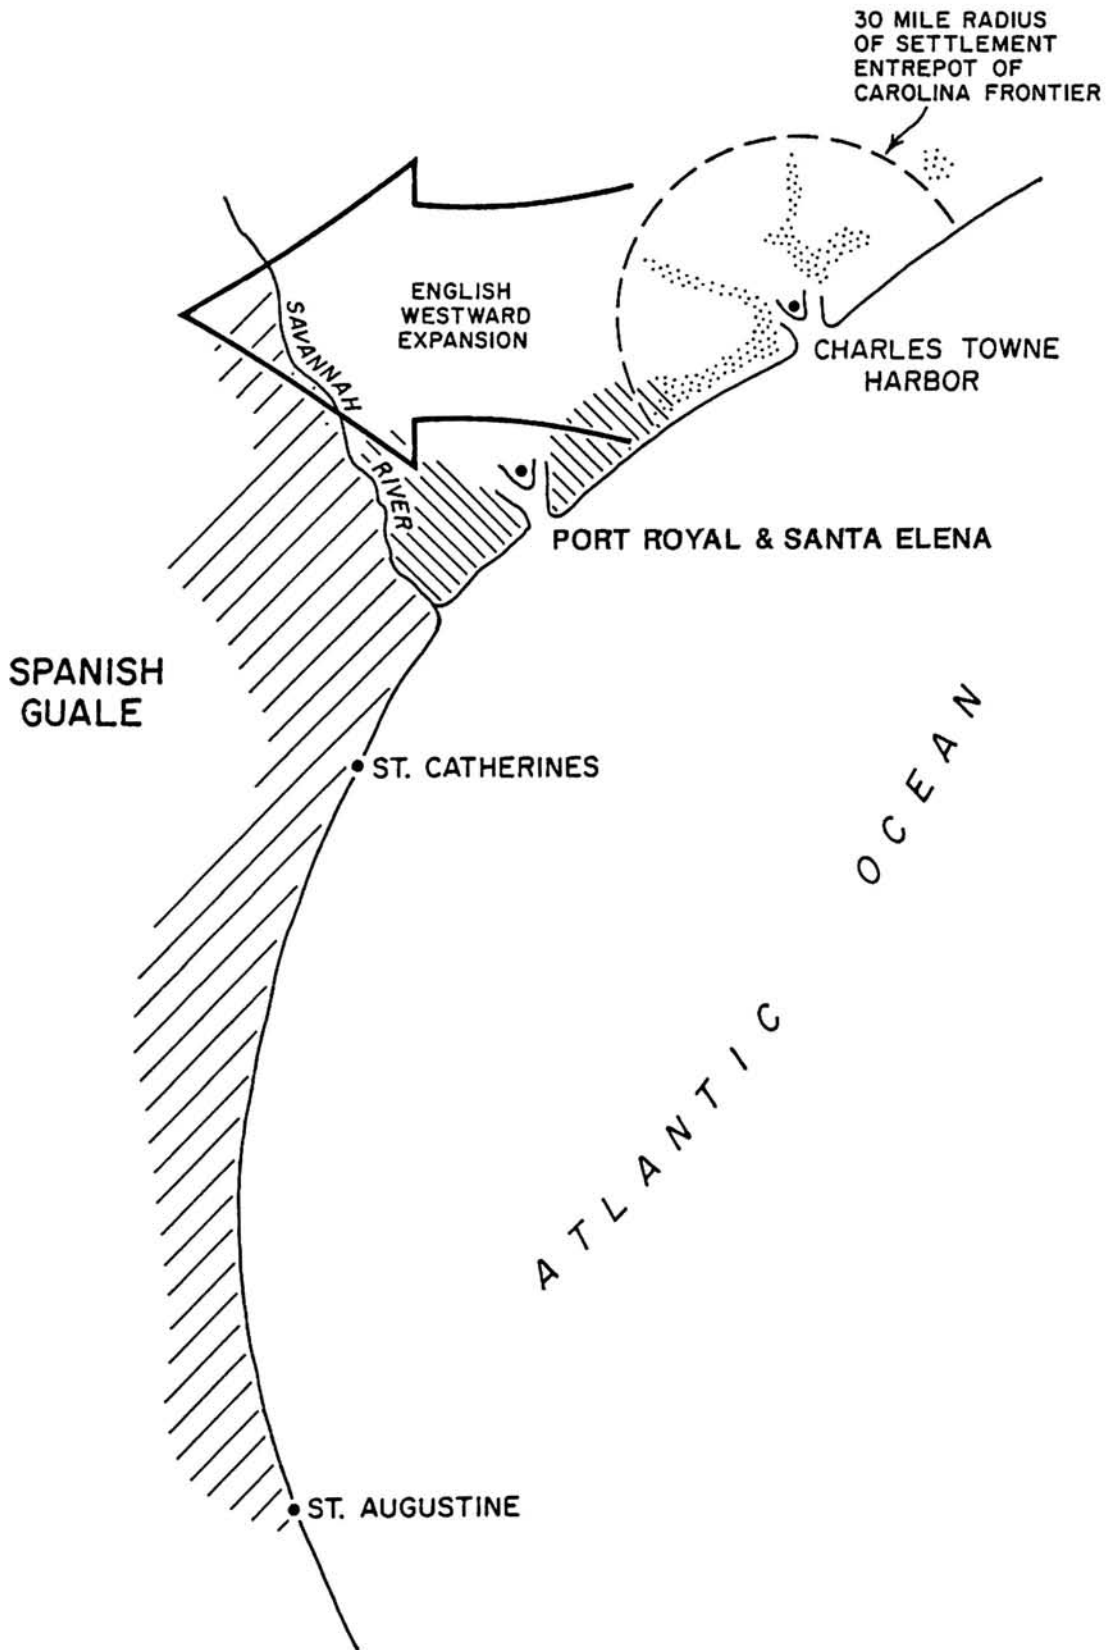 30 MILE RADIUS
OF SETTLEMENT
ENTREPOT OF
CAROLINA FRONTIER
ENGLISH
WESTWARD
EXPANSION
SAVANNAH
RIVER
CHARLES TOWNE
HARBOR
PORT ROYAL & SANTA ELENA
SPANISH
GUALE
ST. CATHERINES
ATLANTIC OCEAN
ST. AUGUSTINE